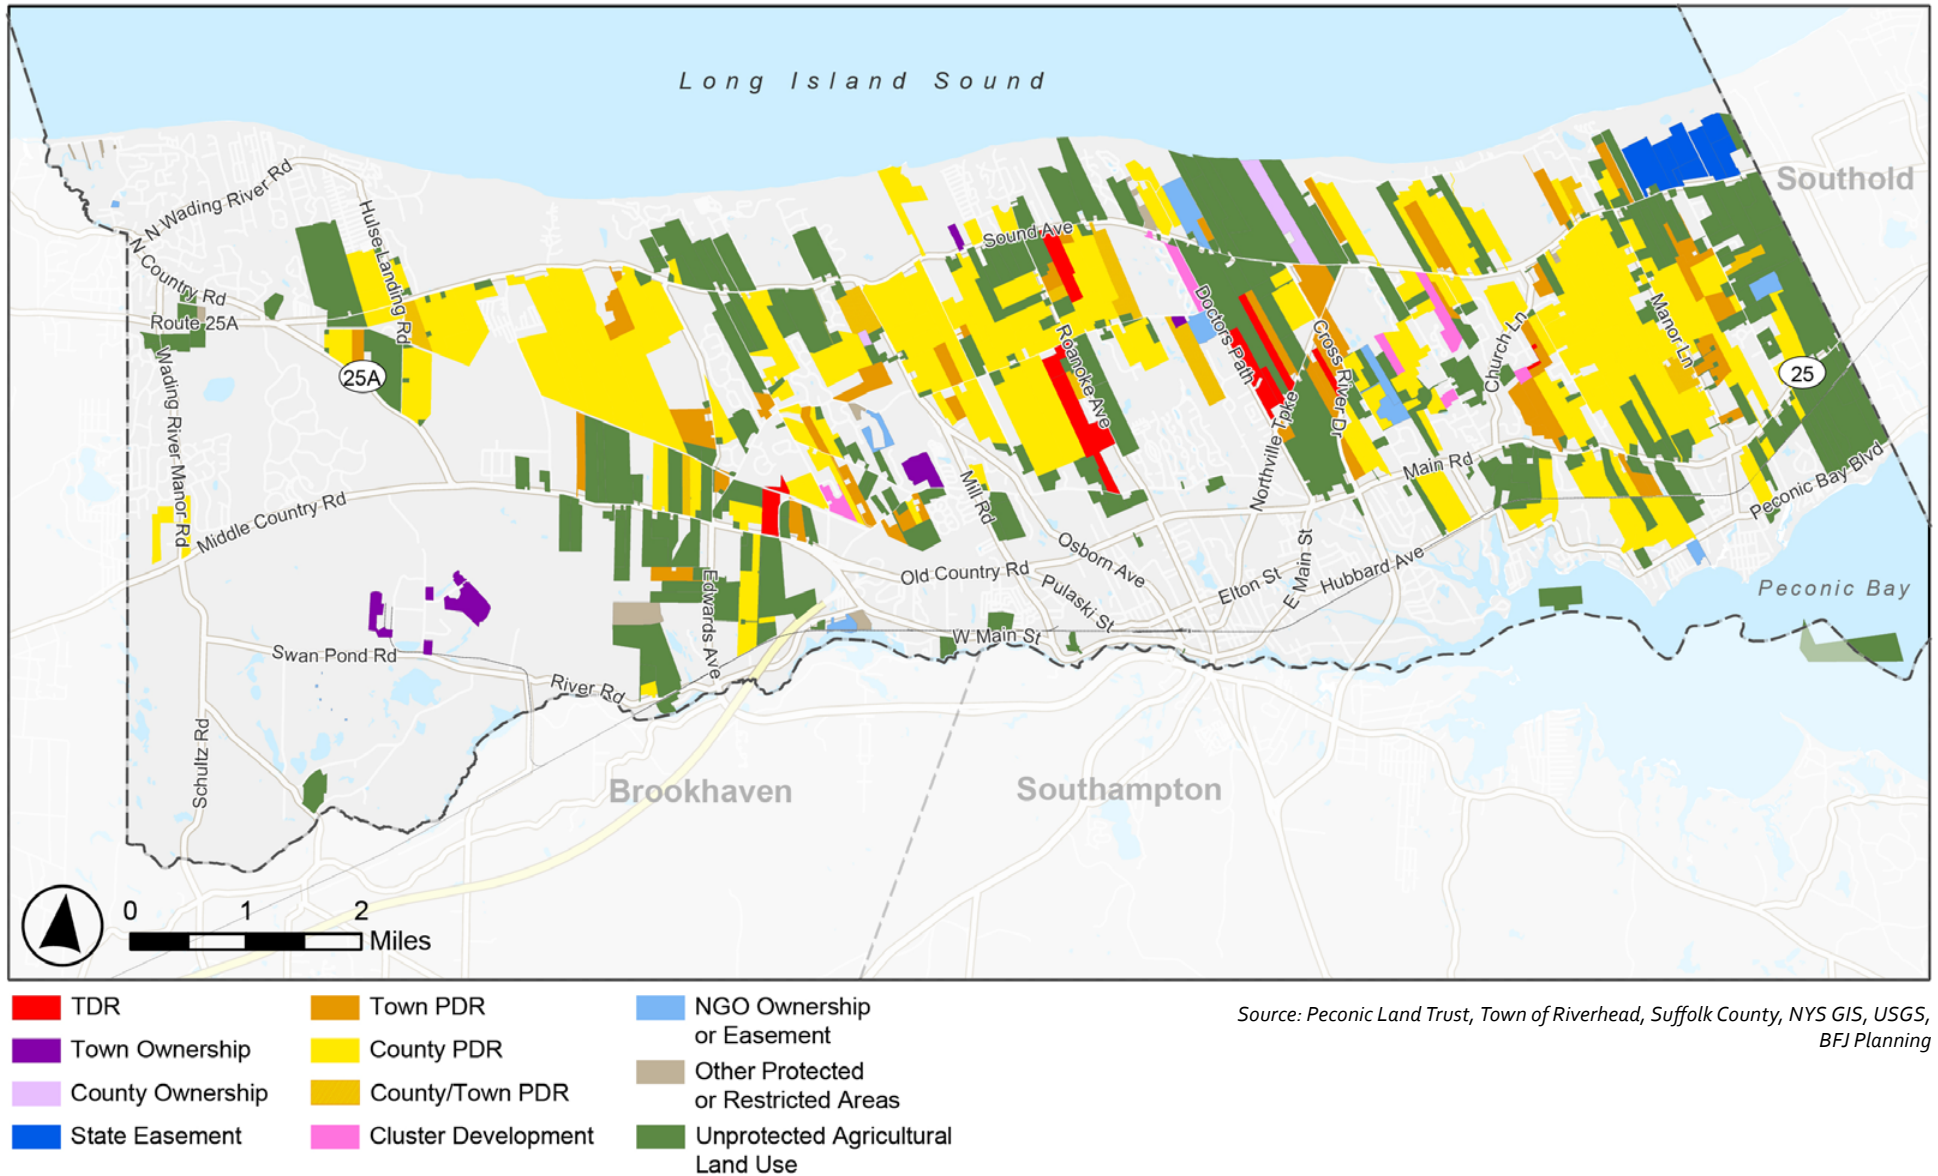 Long Island Sound
Southold
N Wading River Rd
N Country Rd
Hulse Landing Rd
Route 25A
25A
Sound Ave
Roanoke Ave
Doctors Path
Cross River Dr
Northville Tpke
Church Ln
Manor Ln
25
Wading River Manor Rd
Middle Country Rd
Mill Rd
Main Rd
Peconic Bay Blvd
Osborn Ave
Old Country Rd
Pulaski St
Elton St
E Main St
Hubbard Ave
Peconic Bay
Edwards Ave
W Main St
Swan Pond Rd
River Rd
Schultz Rd
Brookhaven
Southampton
0 1 2
Miles
TDR
Town Ownership
County Ownership
State Easement
Town PDR
County PDR
County/Town PDR
Cluster Development
NGO Ownership
or Easement
Other Protected
or Restricted Areas
Unprotected Agricultural
Land Use
Source: Peconic Land Trust, Town of Riverhead, Suffolk County, NYS GIS, USGS,
BFJ Planning